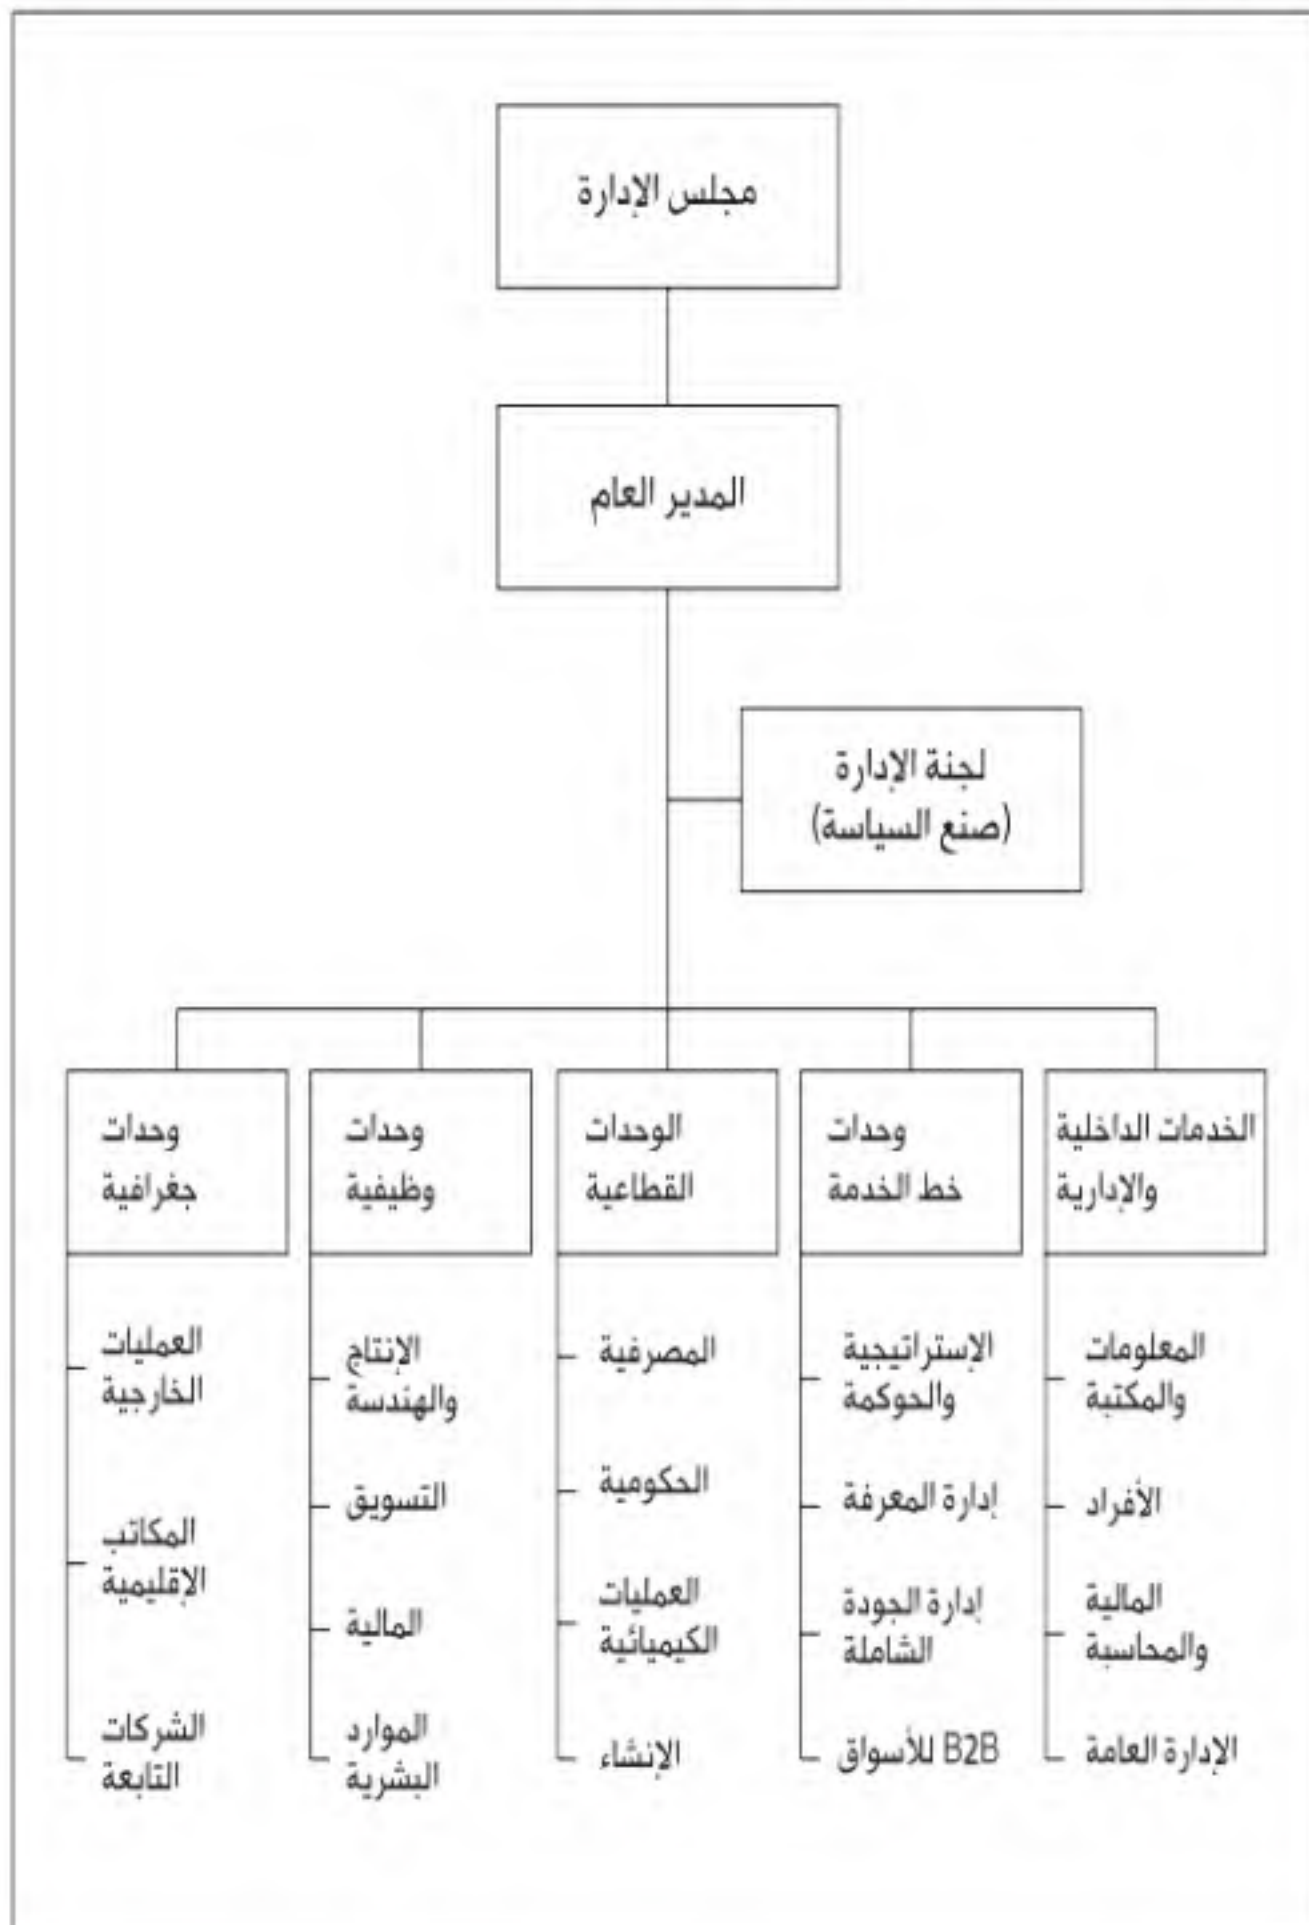 مجلس الإدارة
المدير العام
لجنة الإدارة
(صنع السياسة)
الخدمات الداخلية
والإدارية
المعلومات
والمكتبة
الأفراد
المالية
والمحاسبة
الإدارة العامة
وحدات
خط الخدمة
الإستراتيجية
والحوكمة
إدارة المعرفة
إدارة الجودة
الشاملة
B2B للأسواق
الوحدات
القطاعية
المصرفية
الحكومية
العمليات
الكيميائية
الإنشاء
وحدات
وظيفية
الإنتاج
والهندسة
التسويق
المالية
الموارد
البشرية
وحدات
جغرافية
العمليات
الخارجية
المكاتب
الإقليمية
الشركات
التابعة